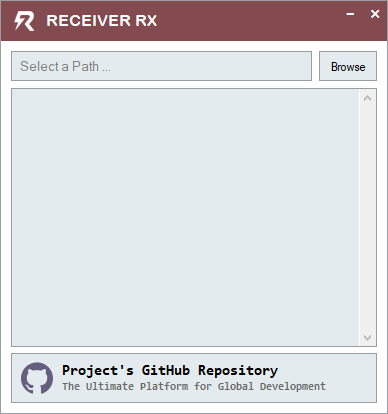 RECEIVER RX
Select a Path ...
Browse
Project's GitHub Repository
The Ultimate Platform for Global Development